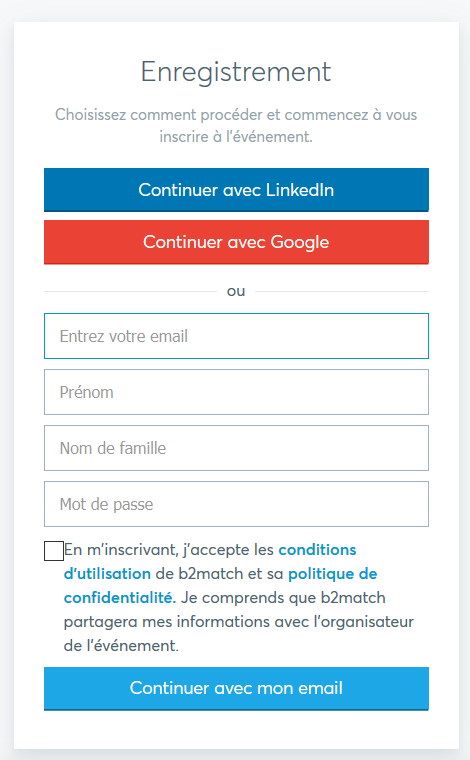 Enregistrement
Choisissez comment procéder et commencez à vous
inscrire à l'événement.
Continuer avec LinkedIn
Continuer avec Google
ou
Entrez votre email
Prénom
Nom de famille
Mot de passe
En m'inscrivant, j'accepte les conditions
d'utilisation de b2match et sa politique de
confidentialité. Je comprends que b2match
partagera mes informations avec l'organisateur
de l'événement.
Continuer avec mon email